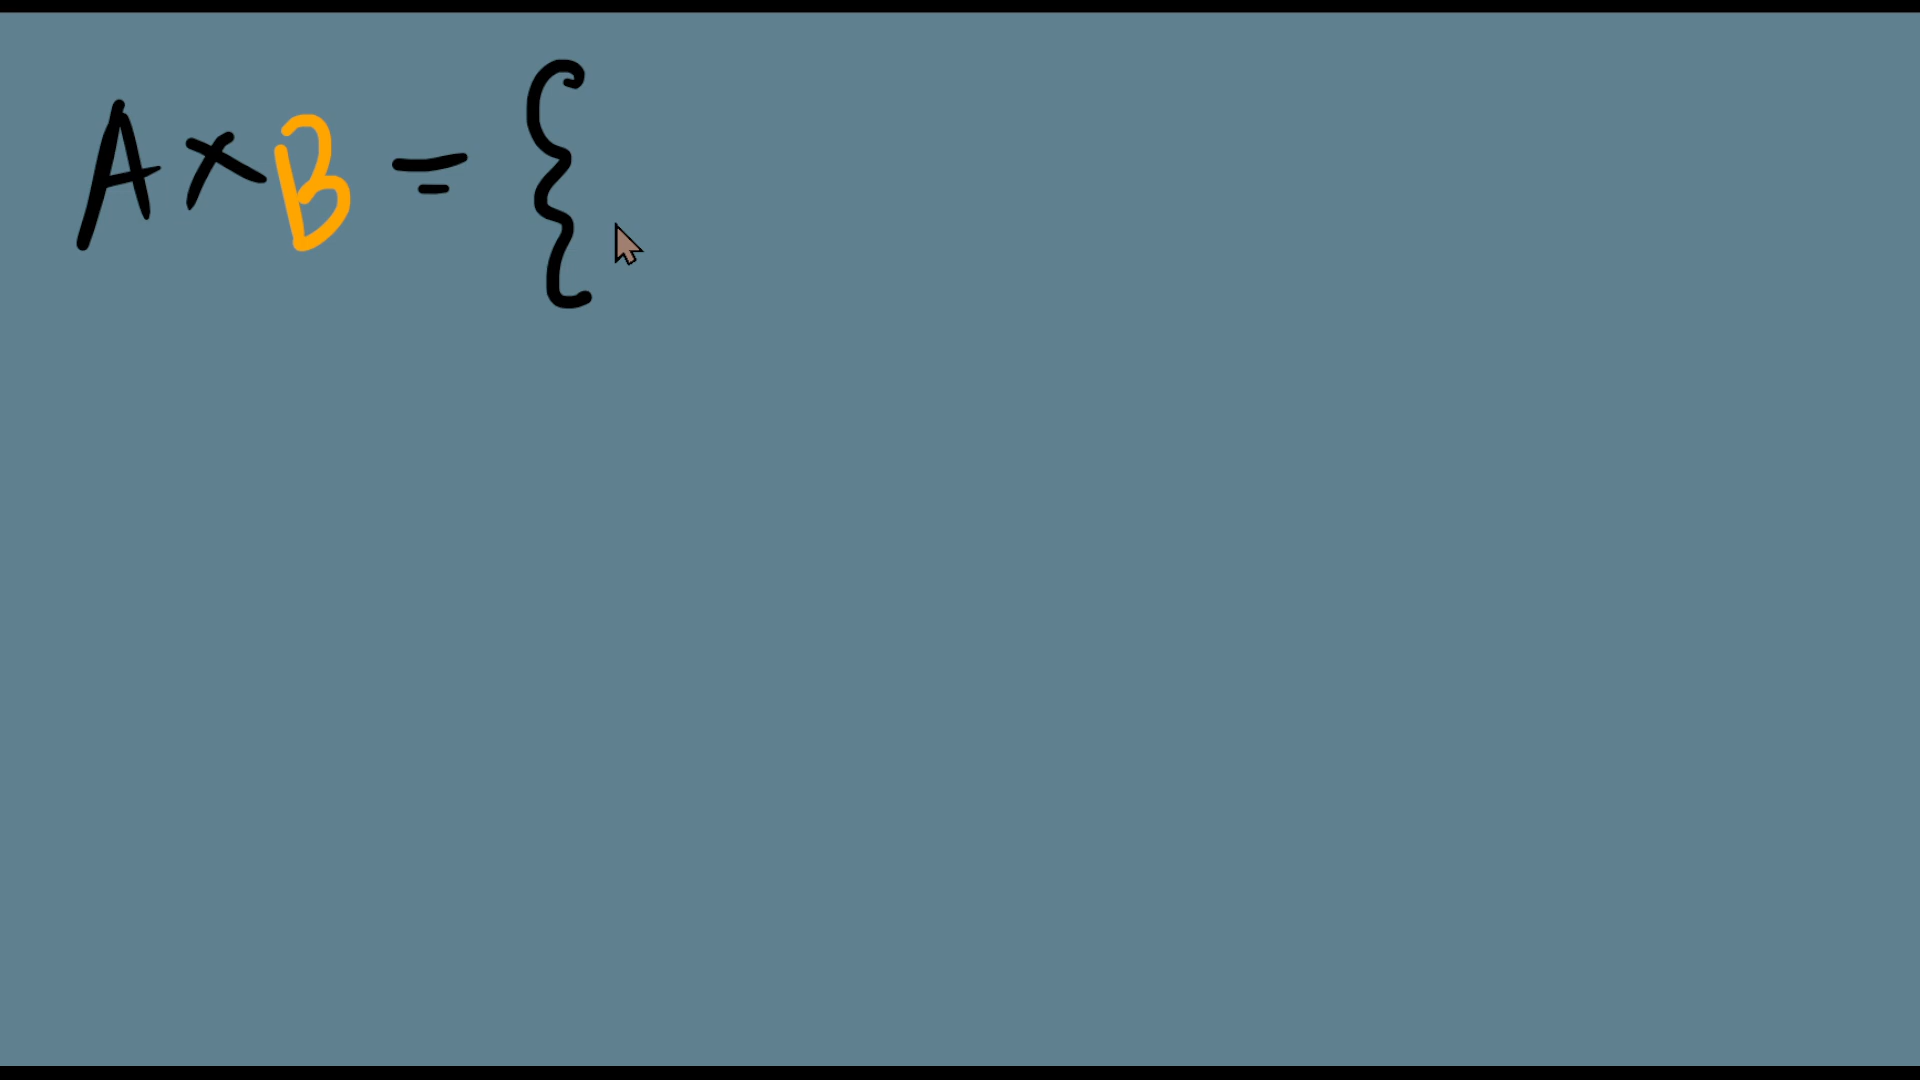 A×B = {